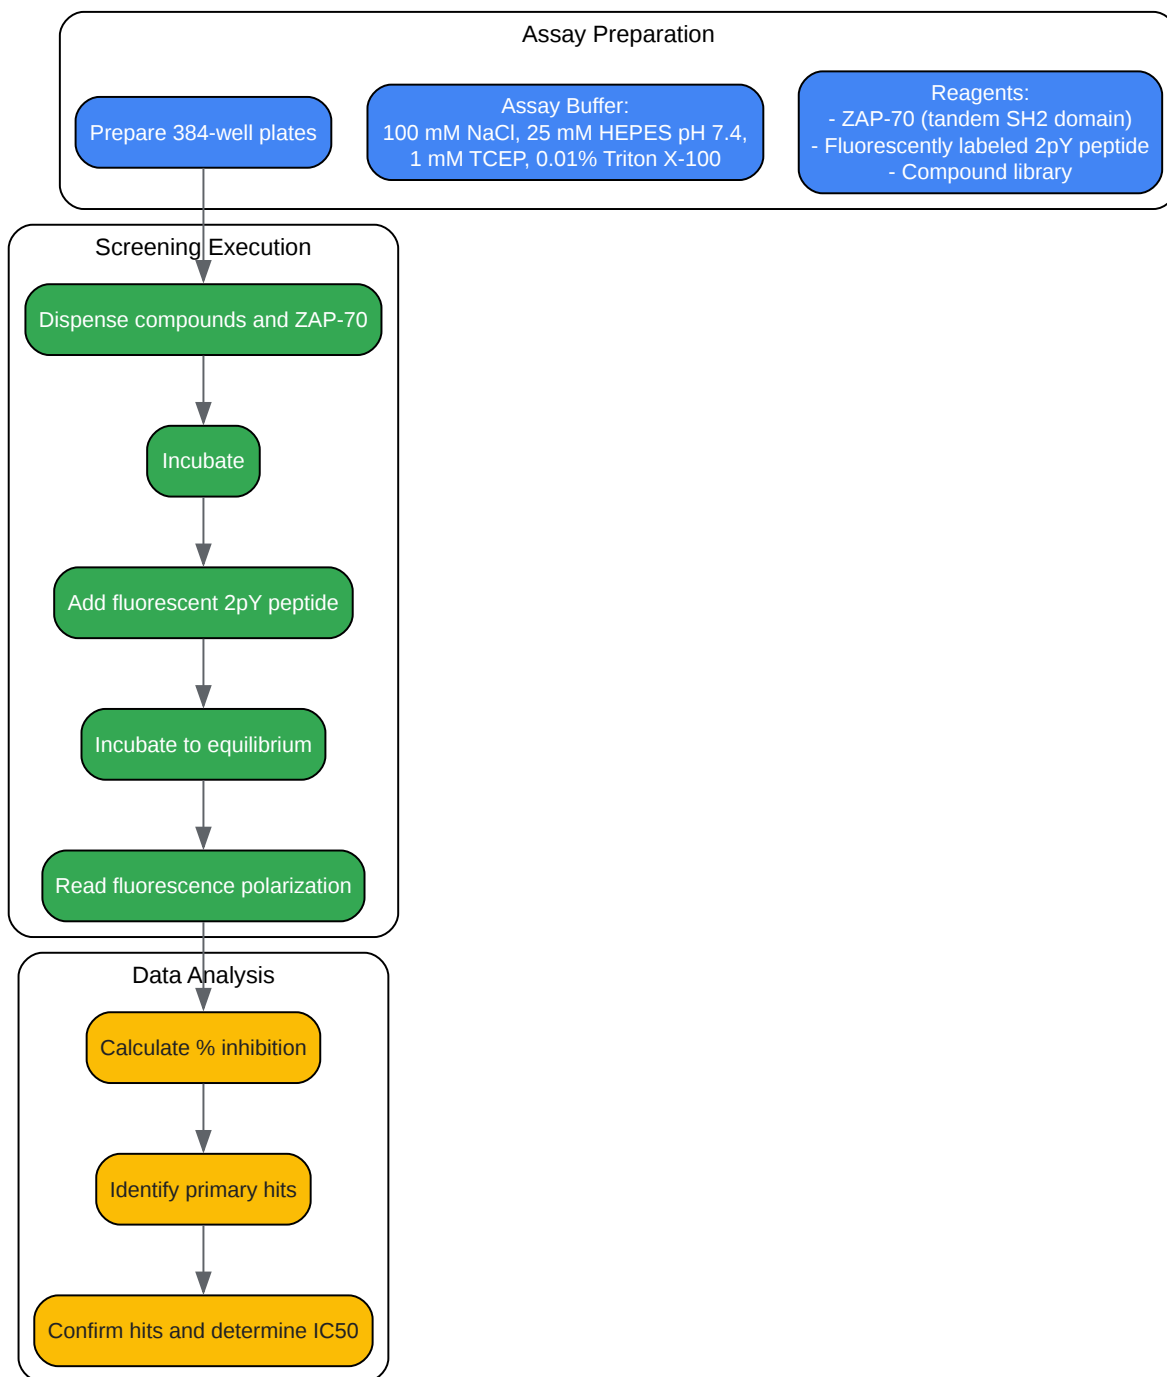 Assay Preparation
Prepare 384-well plates
Assay Buffer:
100 mM NaCl, 25 mM HEPES pH 7.4,
1 mM TCEP, 0.01% Triton X-100
Reagents:
- ZAP-70 (tandem SH2 domain)
- Fluorescently labeled 2pY peptide
- Compound library
Screening Execution
Dispense compounds and ZAP-70
Incubate
Add fluorescent 2pY peptide
Incubate to equilibrium
Read fluorescence polarization
Data Analysis
Calculate % inhibition
Identify primary hits
Confirm hits and determine IC50